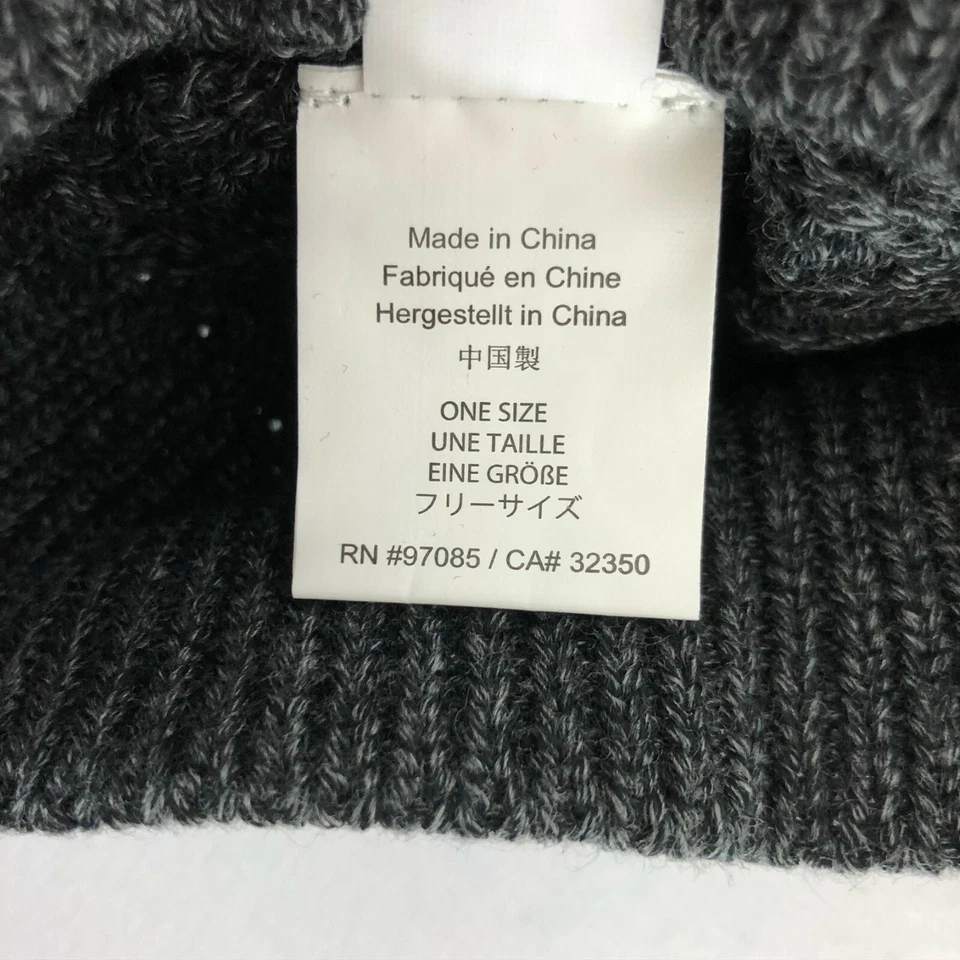 Made in China
Fabriqué en Chine
Hergestellt in China
中国製
ONE SIZE
UNE TAILLE
EINE GRÖßE
フリーサイズ
RN #97085 / CA# 32350